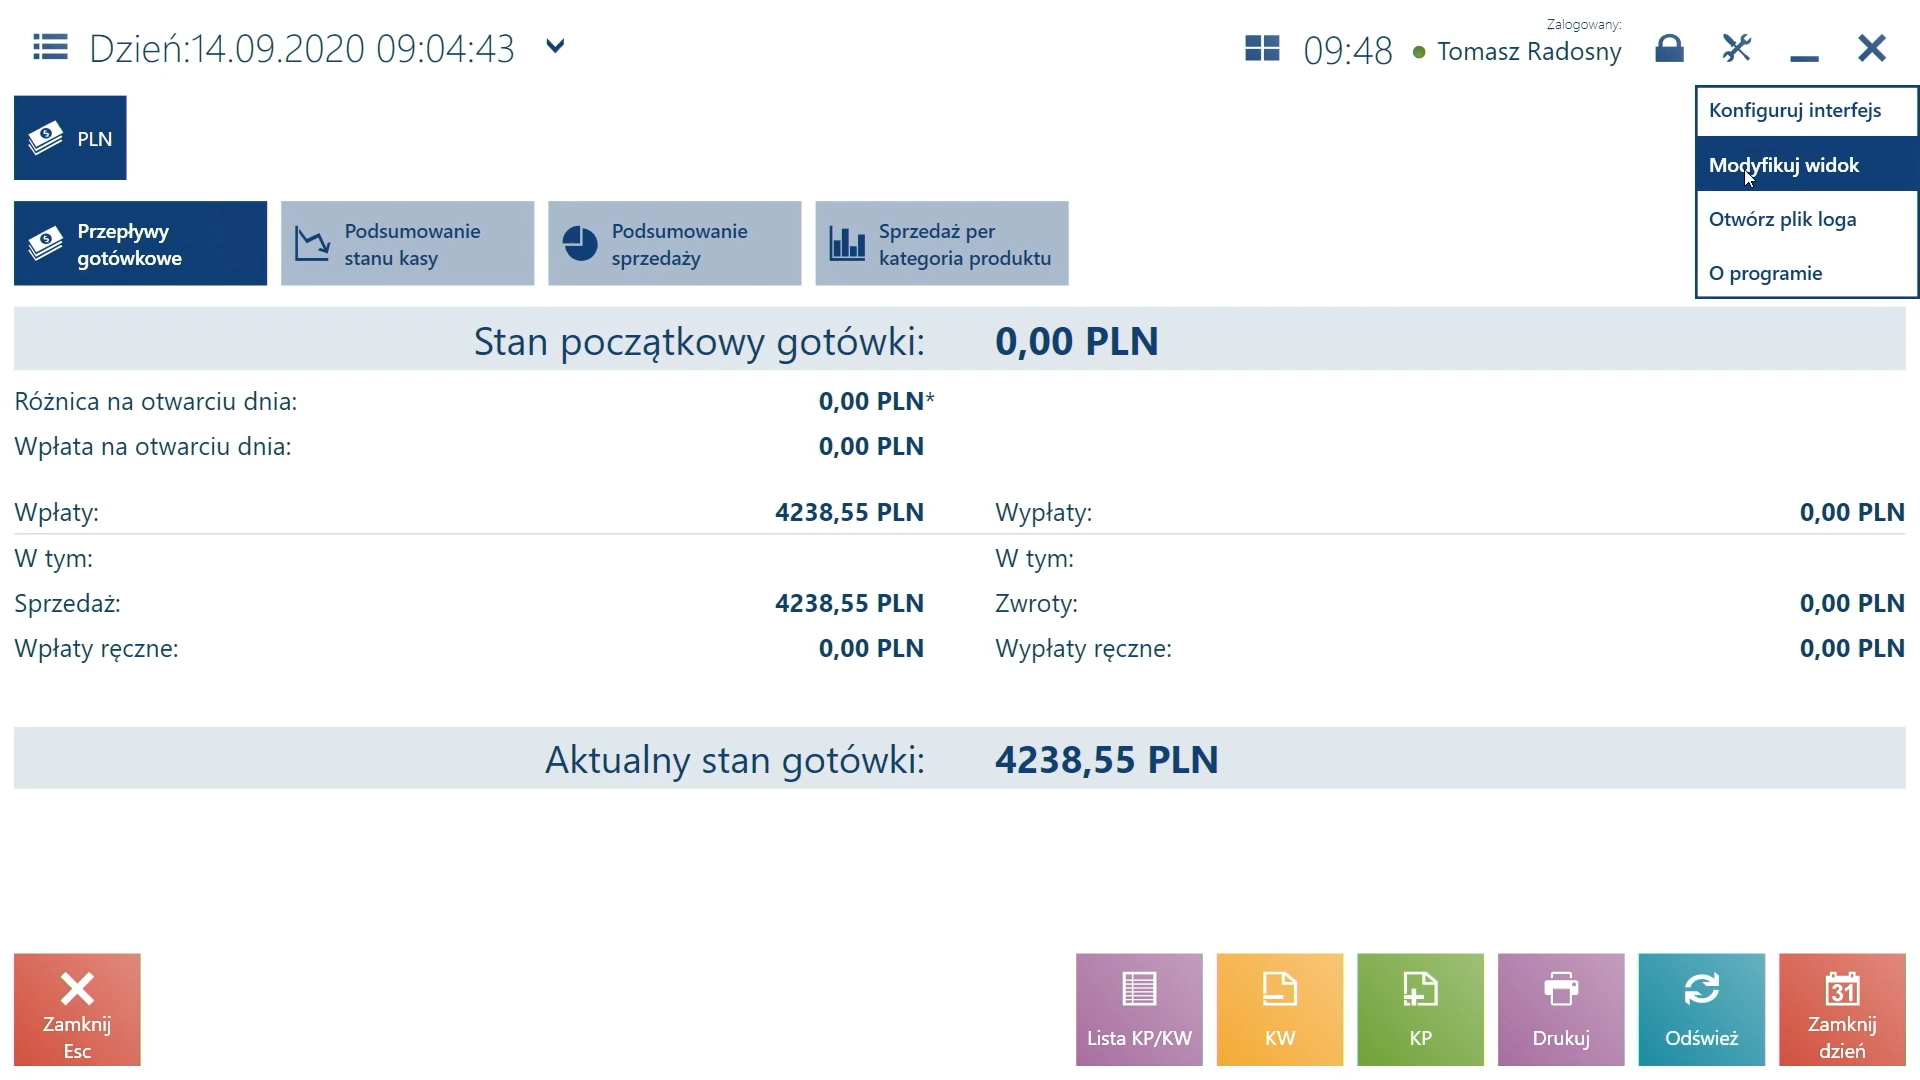 Dzień:14.09.2020 09:04:43
09:48
Zalogowany:
Tomasz Radosny
PLN
Konfiguruj interfejs
Modyfikuj widok
Otwórz plik loga
O programie
Przepływy
gotówkowe
Podsumowanie
stanu kasy
Podsumowanie
sprzedaży
Sprzedaż per
kategoria produktu
Stan początkowy gotówki: 0,00 PLN
Różnica na otwarciu dnia: 0,00 PLN*
Wpłata na otwarciu dnia: 0,00 PLN
Wpłaty: 4238,55 PLN Wypłaty: 0,00 PLN
W tym: W tym:
Sprzedaż: 4238,55 PLN Zwroty: 0,00 PLN
Wpłaty ręczne: 0,00 PLN Wypłaty ręczne: 0,00 PLN
Aktualny stan gotówki: 4238,55 PLN
Zamknij
Esc
Lista KP/KW
KW
KP
Drukuj
Odśwież
31
Zamknij
dzień